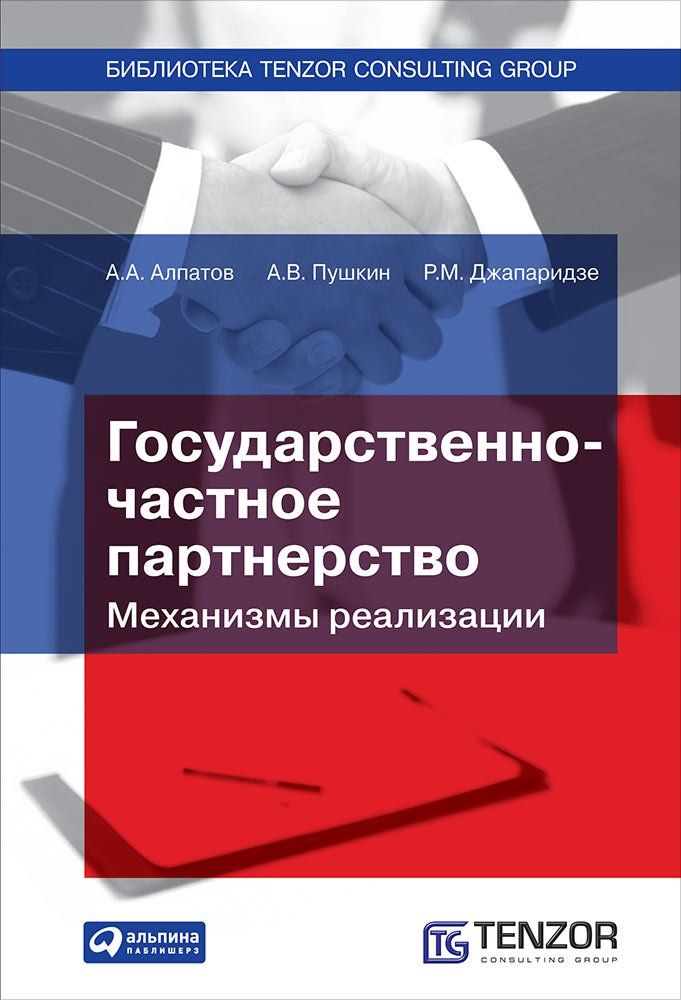 БИБЛИОТЕКА TENZOR CONSULTING GROUP
А.А. Алпатов А.В. Пушкин Р.М. Джапаридзе
Государственно-
частное
партнерство
Механизмы реализации
альпина
ПАБЛИШЕРЗ
TG TENZOR
CONSULTING GROUP